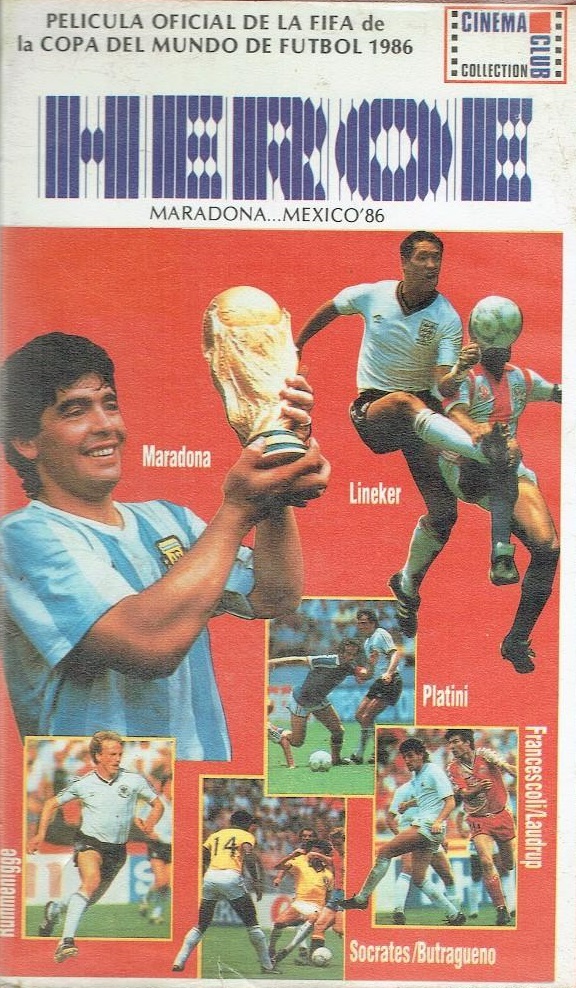 PELICULA OFICIAL DE LA FIFA de
la COPA DEL MUNDO DE FUTBOL 1986
CINEMA
CLUB
COLLECTION
HEROE
MARADONA...MEXICO'86
Maradona
Lineker
Platini
Francescoli/Laudrup
Rummenigge
14
Socrates/Butragueno